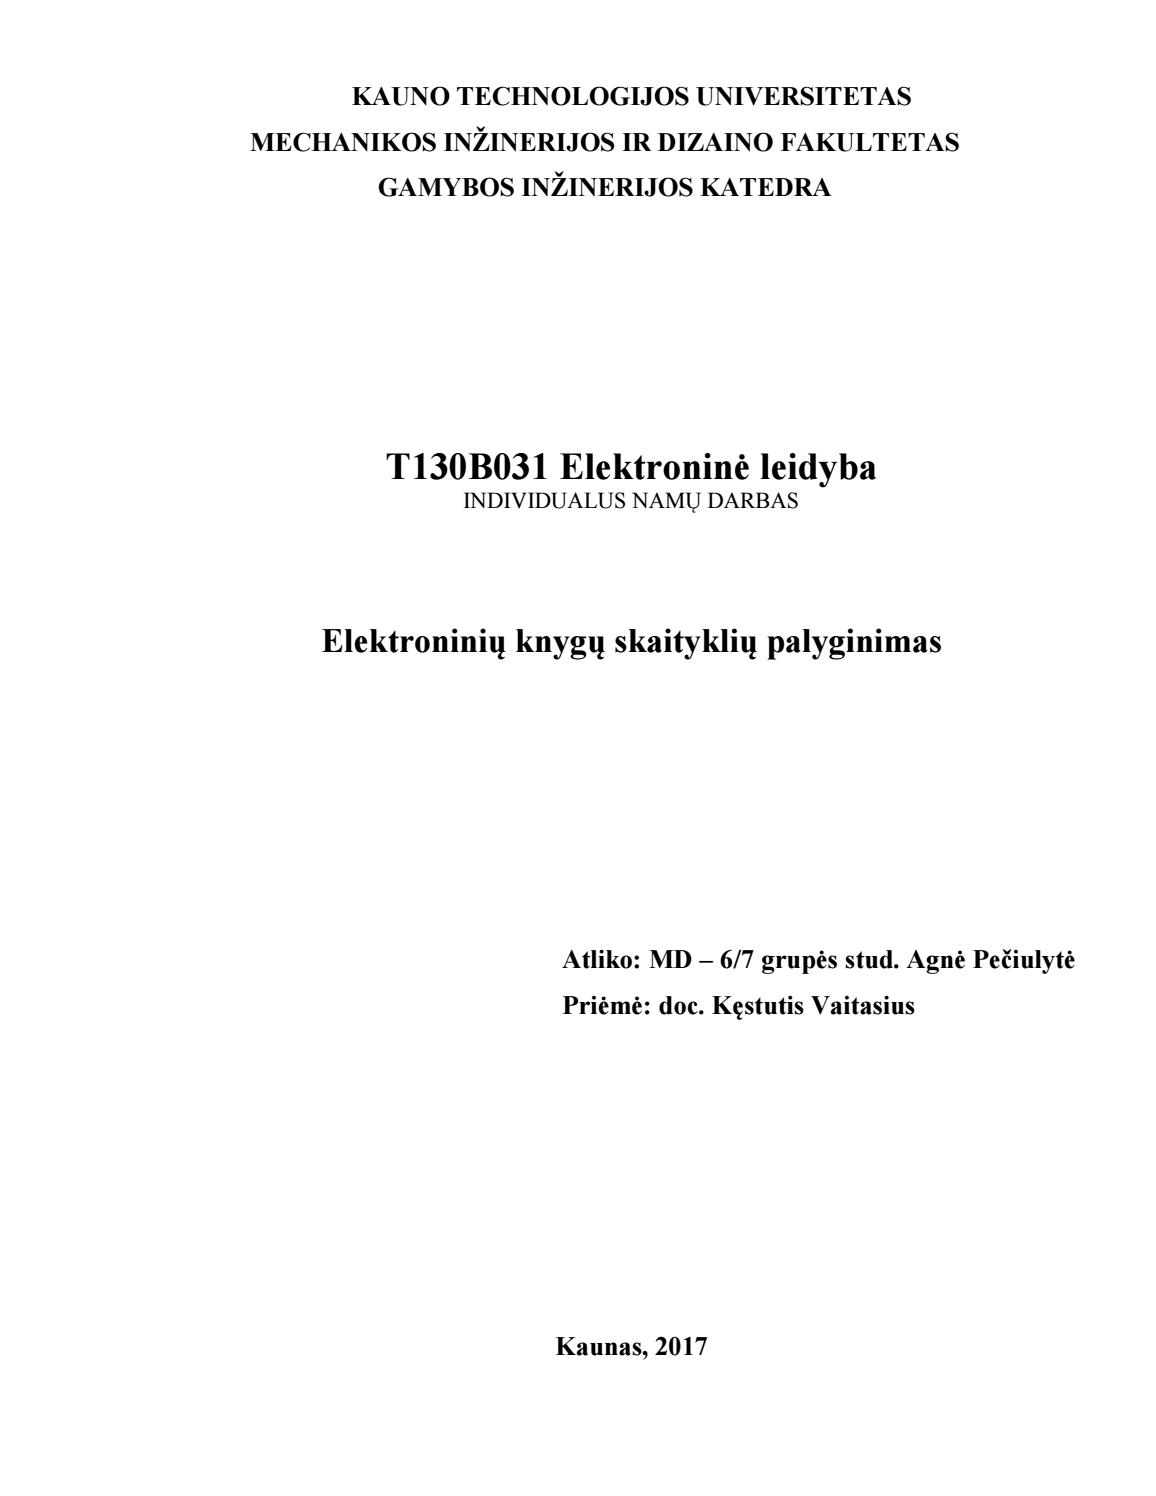 KAUNO TECHNOLOGIJOS UNIVERSITETAS
MECHANIKOS INŽINERIJOS IR DIZAINO FAKULTETAS
GAMYBOS INŽINERIJOS KATEDRA
T130B031 Elektroninė leidyba
INDIVIDUALUS NAMŲ DARBAS
Elektroninių knygų skaityklių palyginimas
Atliko: MD – 6/7 grupės stud. Agnė Pečiulytė
Priėmė: doc. Kęstutis Vaitasius
Kaunas, 2017